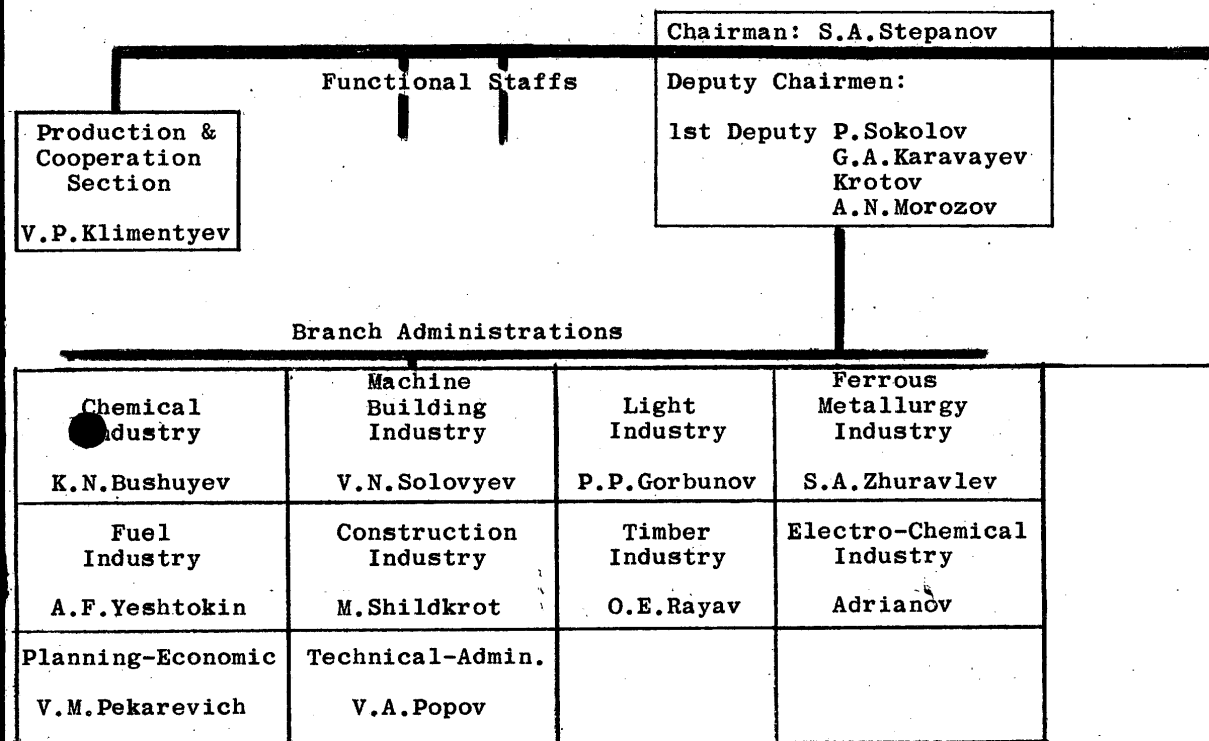 Chairman: S.A.Stepanov
Deputy Chairmen:
1st Deputy P.Sokolov
G.A.Karavayev
Krotov
A.N.Morozov
Functional Staffs
Production &
Cooperation
Section
V.P.Klimentyev
Branch Administrations
Chemical
Industry
K.N.Bushuyev
Machine
Building
Industry
V.N.Solovyev
Light
Industry
P.P.Gorbunov
Ferrous
Metallurgy
Industry
S.A.Zhuravlev
Fuel
Industry
A.F.Yeshtokin
Construction
Industry
M.Shildkrot
Timber
Industry
O.E.Rayav
Electro-Chemical
Industry
Adrianov
Planning-Economic
V.M.Pekarevich
Technical-Admin.
V.A.Popov